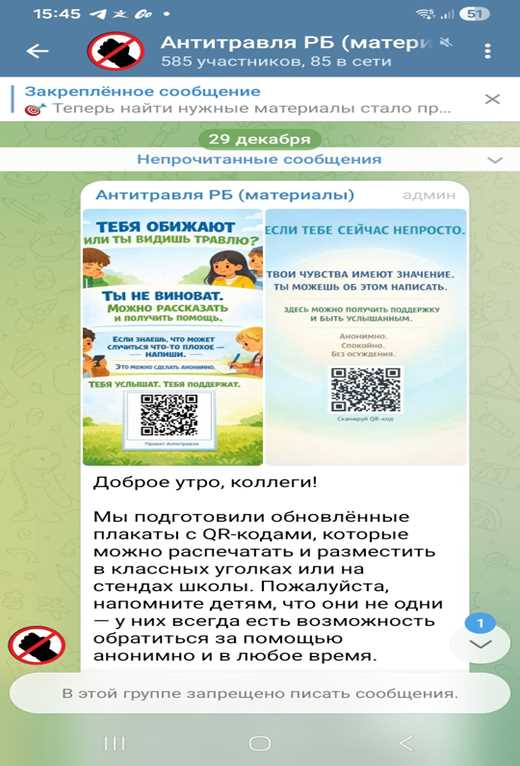 15:45
51
Антитравля РБ (матери
585 участников, 85 в сети
Закреплённое сообщение
Теперь найти нужные материалы стало пр...
29 декабря
Непрочитанные сообщения
Антитравля РБ (материалы) админ
ТЕБЯ ОБИЖАЮТ
ИЛИ ТЫ ВИДИШЬ ТРАВЛЮ?
ТЫ НЕ ВИНОВАТ.
МОЖНО РАССКАЗАТЬ
И ПОЛУЧИТЬ ПОМОЩЬ.
ЕСЛИ ЗНАЕШЬ, ЧТО МОЖЕТ
СЛУЧИТЬСЯ ЧТО-ТО ПЛОХОЕ —
— НАПИШИ. —
ЭТО МОЖНО СДЕЛАТЬ АНОНИМНО.
ТЕБЯ УСЛЫШАТ. ТЕБЯ ПОДДЕРЖАТ.
Проект Антитравля
ЕСЛИ ТЕБЕ СЕЙЧАС НЕПРОСТО.
ТВОИ ЧУВСТВА ИМЕЮТ ЗНАЧЕНИЕ.
ТЫ МОЖЕШЬ ОБ ЭТОМ НАПИСАТЬ.
ЗДЕСЬ МОЖНО ПОЛУЧИТЬ ПОДДЕРЖКУ
И БЫТЬ УСЛЫШАННЫМ.
Анонимно.
Спокойно.
Без осуждения.
Сканируй QR-код
Доброе утро, коллеги!
Мы подготовили обновлённые
плакаты с QR-кодами, которые
можно распечатать и разместить
в классных уголках или на
стендах школы. Пожалуйста,
напомните детям, что они не одни
— у них всегда есть возможность
обратиться за помощью
анонимно и в любое время.
1
В этой группе запрещено писать сообщения.